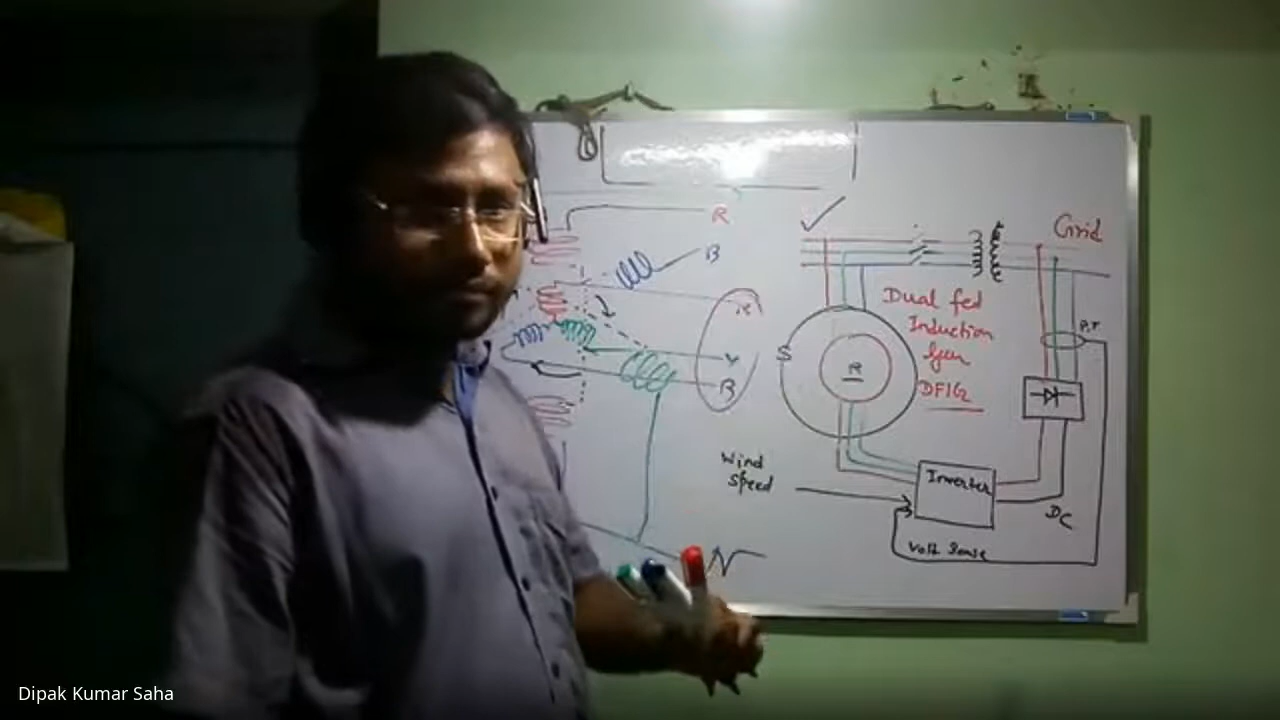 R
B
R
Y
B
N
Grid
Dual fed
Induction
Gen
DFIG
S
R
P.T
Wind
Speed
Inverter
DC
Volt Sense
Dipak Kumar Saha